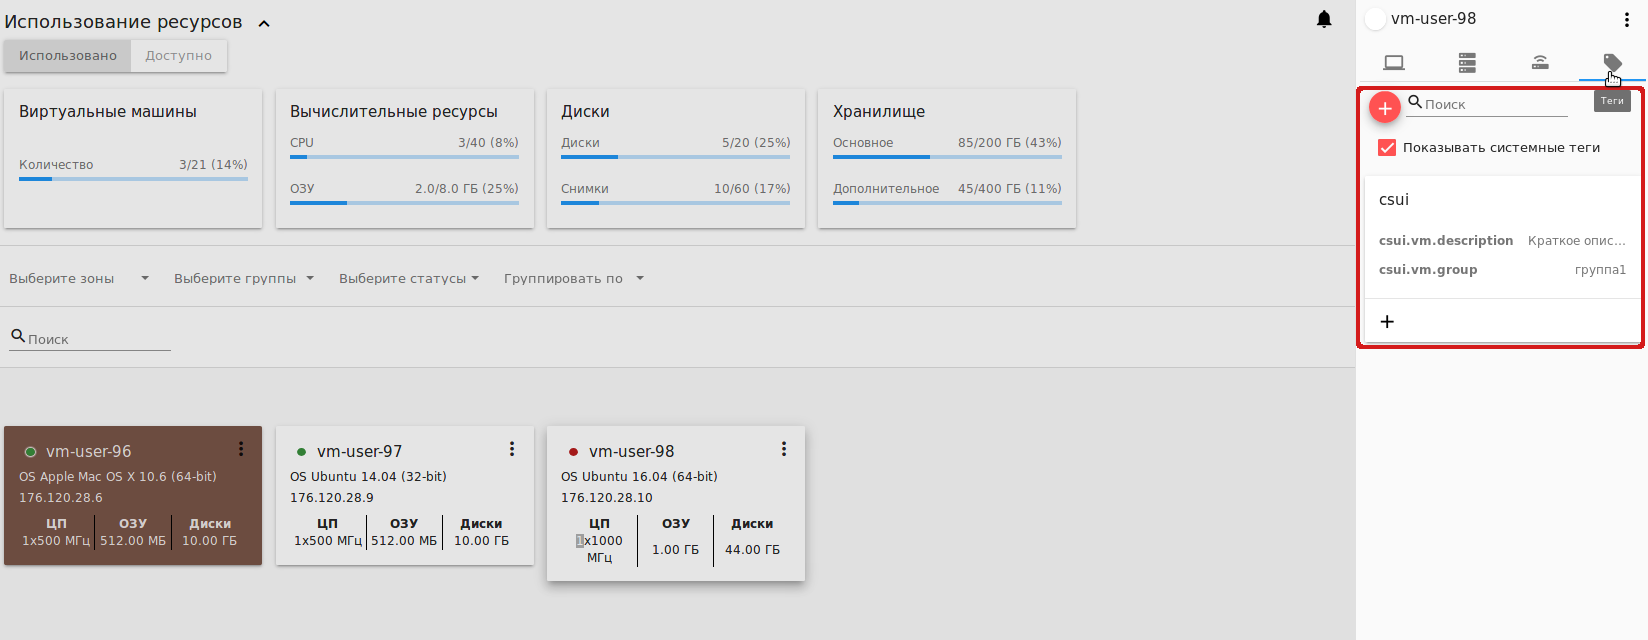 Использование ресурсов
Использовано Доступно
Виртуальные машины
Количество 3/21 (14%)
Вычислительные ресурсы
CPU 3/40 (8%)
ОЗУ 2.0/8.0 ГБ (25%)
Диски
Диски 5/20 (25%)
Снимки 10/60 (17%)
Хранилище
Основное 85/200 ГБ (43%)
Дополнительное 45/400 ГБ (11%)
Выберите зоны Выберите группы Выберите статусы Группировать по
Поиск
vm-user-96
OS Apple Mac OS X 10.6 (64-bit)
176.120.28.6
ЦП ОЗУ Диски
1x500 МГц 512.00 МБ 10.00 ГБ
vm-user-97
OS Ubuntu 14.04 (32-bit)
176.120.28.9
ЦП ОЗУ Диски
1x500 МГц 512.00 МБ 10.00 ГБ
vm-user-98
OS Ubuntu 16.04 (64-bit)
176.120.28.10
ЦП ОЗУ Диски
1x1000 МГц 1.00 ГБ 44.00 ГБ
vm-user-98
Теги
Поиск
Показывать системные теги
csui
csui.vm.description Краткое опис...
csui.vm.group группа1